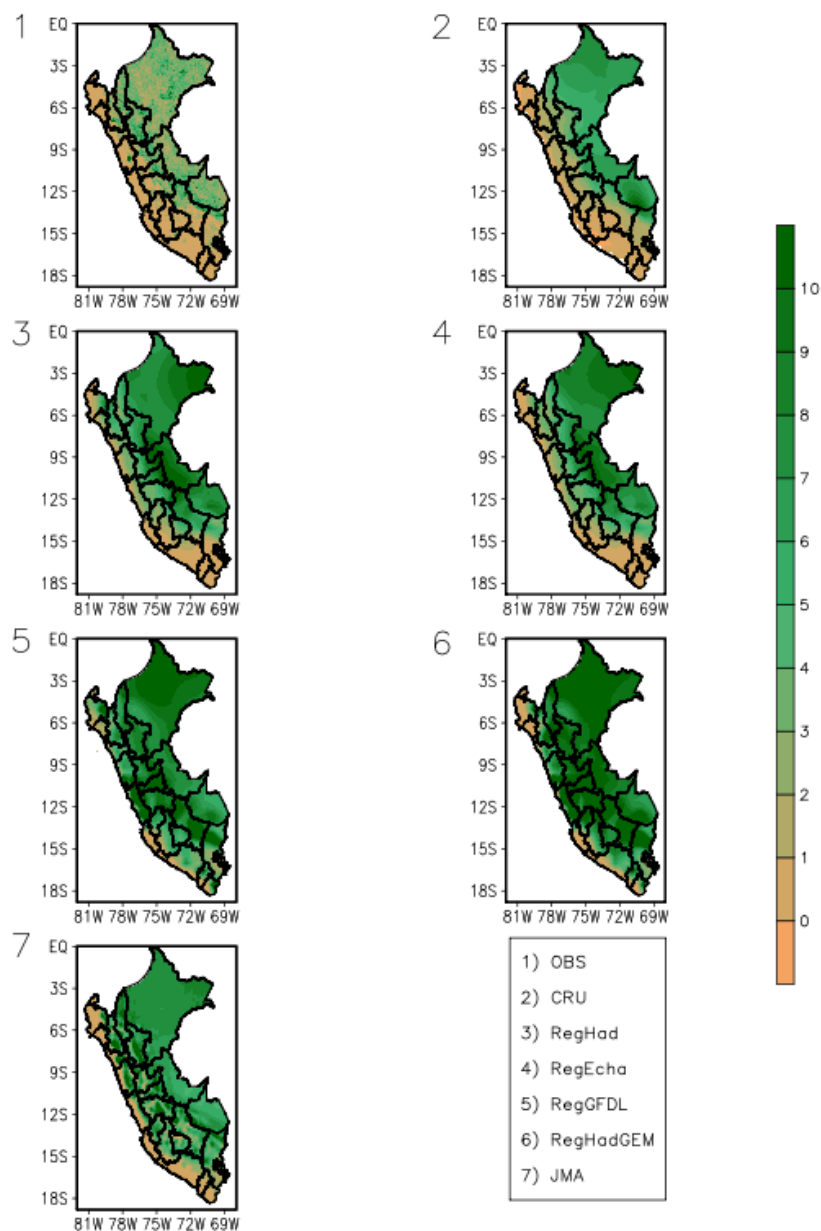 1
EQ
3S
6S
9S
12S
15S
18S
81W 78W 75W 72W 69W
2
EQ
3S
6S
9S
12S
15S
18S
81W 78W 75W 72W 69W
3
EQ
3S
6S
9S
12S
15S
18S
81W 78W 75W 72W 69W
4
EQ
3S
6S
9S
12S
15S
18S
81W 78W 75W 72W 69W
5
EQ
3S
6S
9S
12S
15S
18S
81W 78W 75W 72W 69W
6
EQ
3S
6S
9S
12S
15S
18S
81W 78W 75W 72W 69W
7
EQ
3S
6S
9S
12S
15S
18S
81W 78W 75W 72W 69W
1) OBS
2) CRU
3) RegHad
4) RegEcha
5) RegGFDL
6) RegHadGEM
7) JMA
10
9
8
7
6
5
4
3
2
1
0